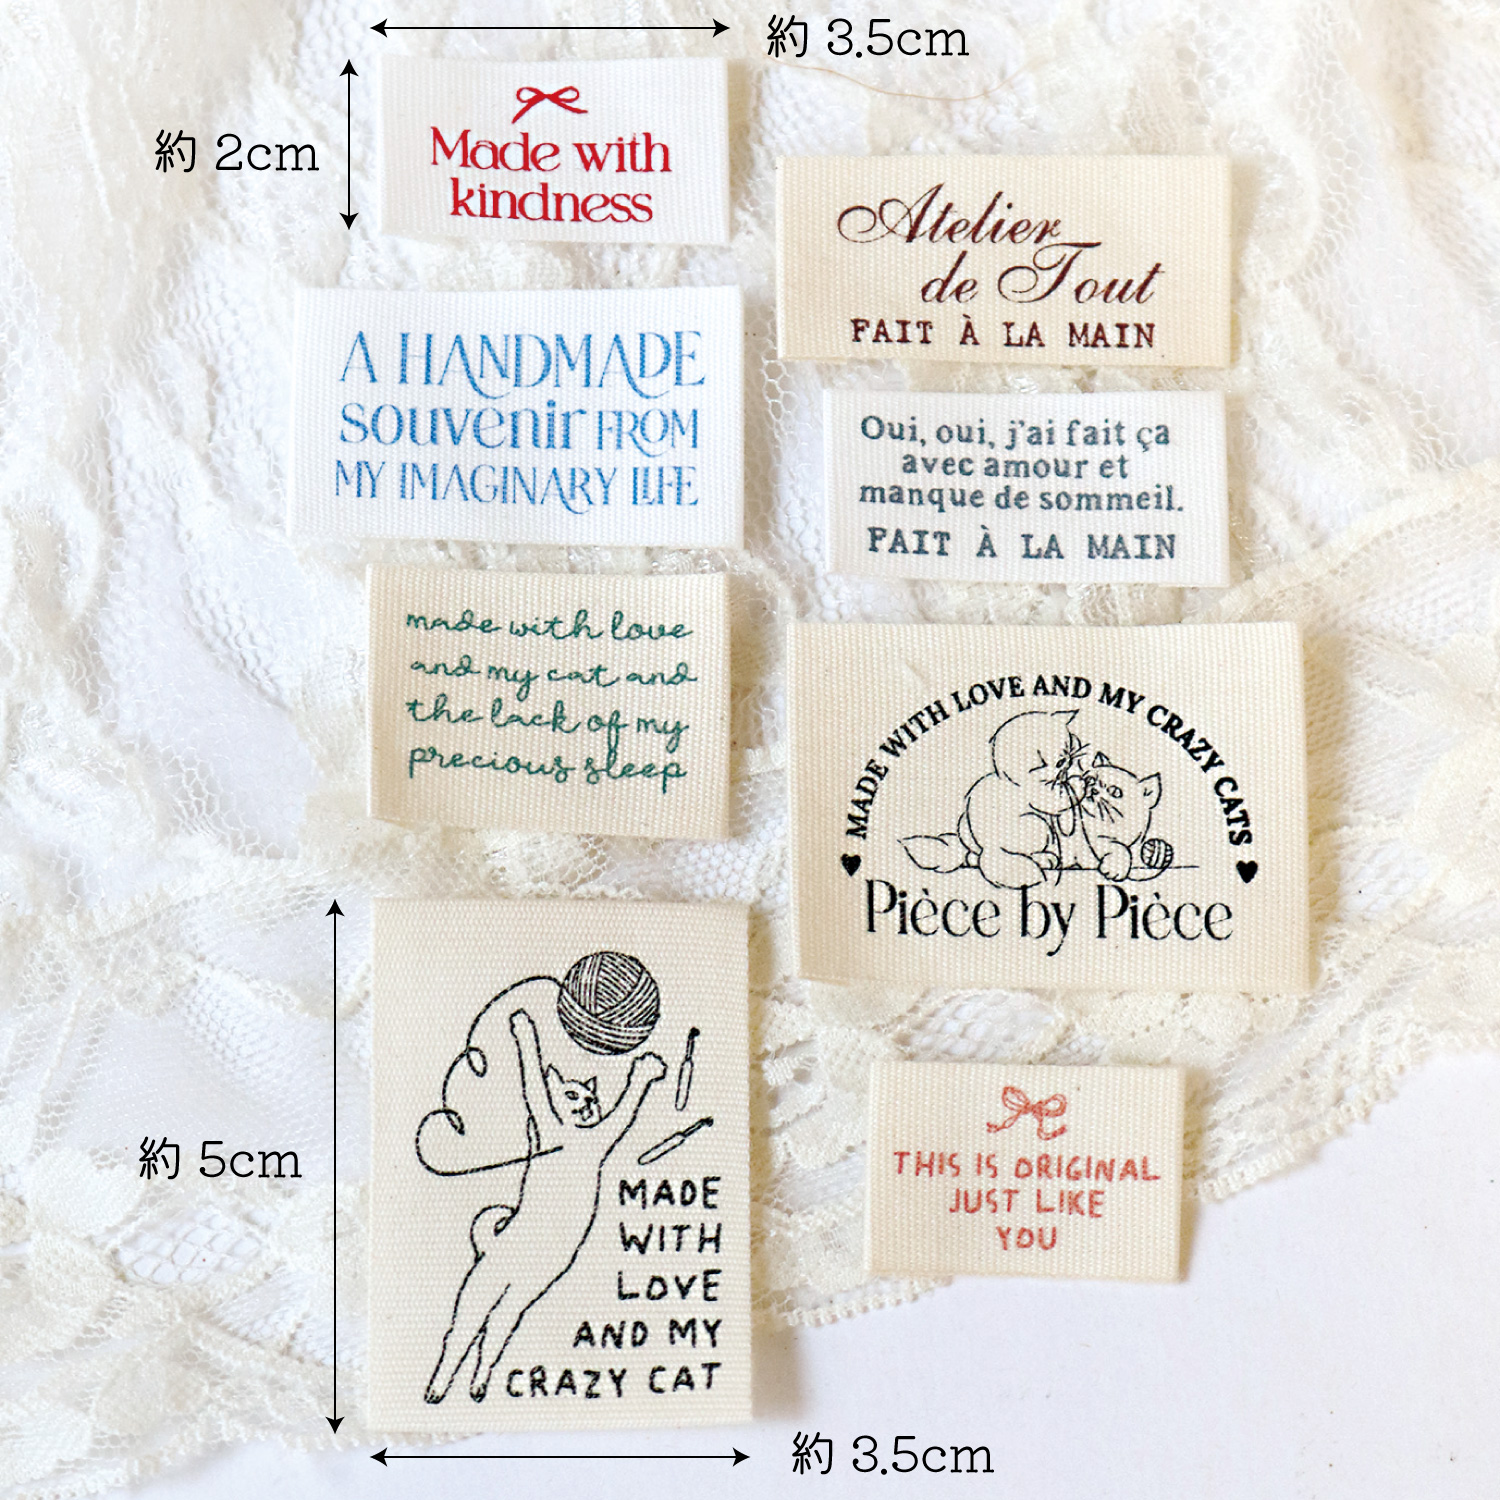 約 3.5cm
約 2cm
Made with
kindness
Atelier
de Tout
FAIT À LA MAIN
A HANDMADE
souvenir FROM
MY IMAGINARY LIFE
Oui, oui, j'ai fait ça
avec amour et
manque de sommeil.
FAIT À LA MAIN
made with love
and my cat and
the lack of my
precious sleep
MADE WITH LOVE AND MY CRAZY CATS
Pièce by Pièce
約 5cm
MADE
WITH
LOVE
AND MY
CRAZY CAT
THIS IS ORIGINAL
JUST LIKE
YOU
約 3.5cm